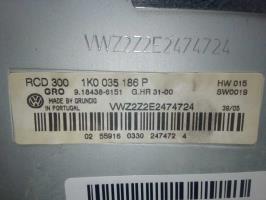 VWZ2Z2E2474724
RCD 300 1K0 035 186 P HW 015
GRO 9.18438-6151 G.HR 31-00 SW0019
MADE BY GRUNDIG
IN PORTUGAL
VWZ2Z2E2474724 39/05
02 55916 0330 247472 4